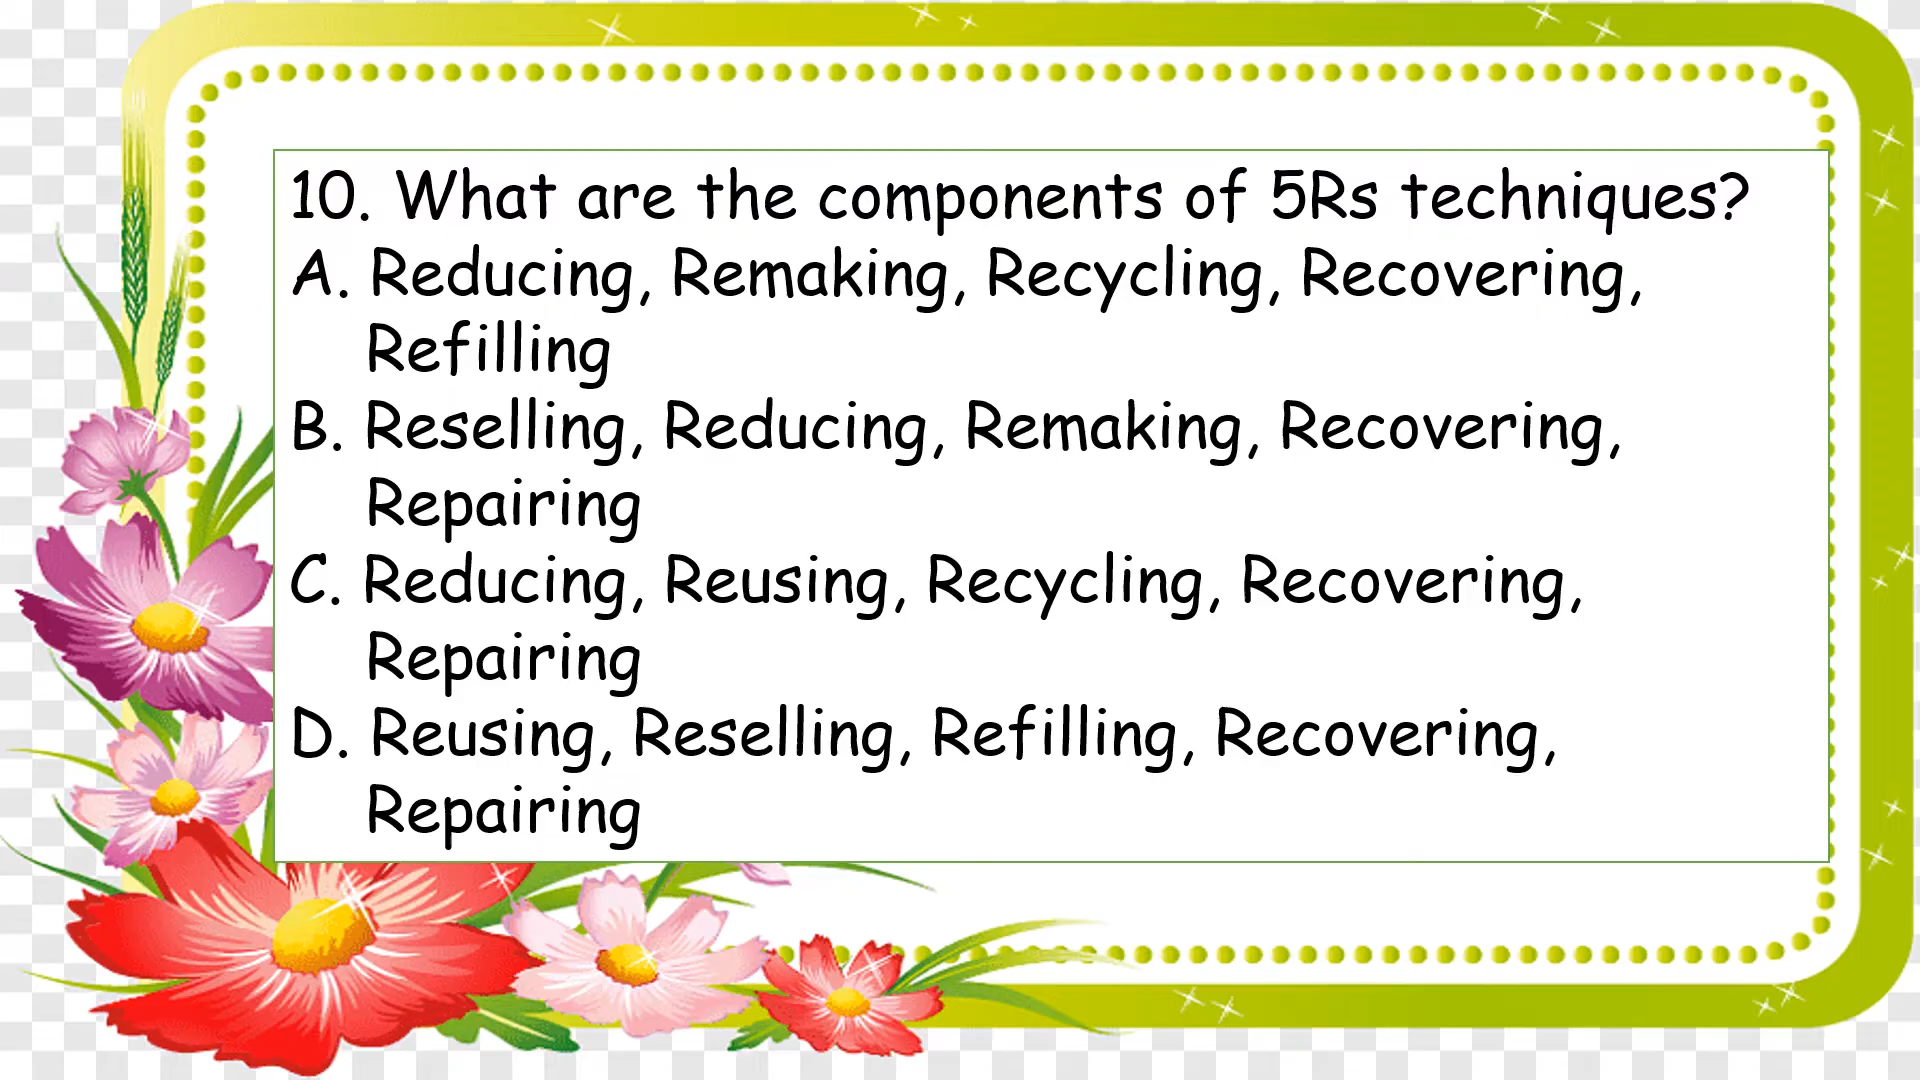 10. What are the components of 5Rs techniques?
A. Reducing, Remaking, Recycling, Recovering,
Refilling
B. Reselling, Reducing, Remaking, Recovering,
Repairing
C. Reducing, Reusing, Recycling, Recovering,
Repairing
D. Reusing, Reselling, Refilling, Recovering,
Repairing